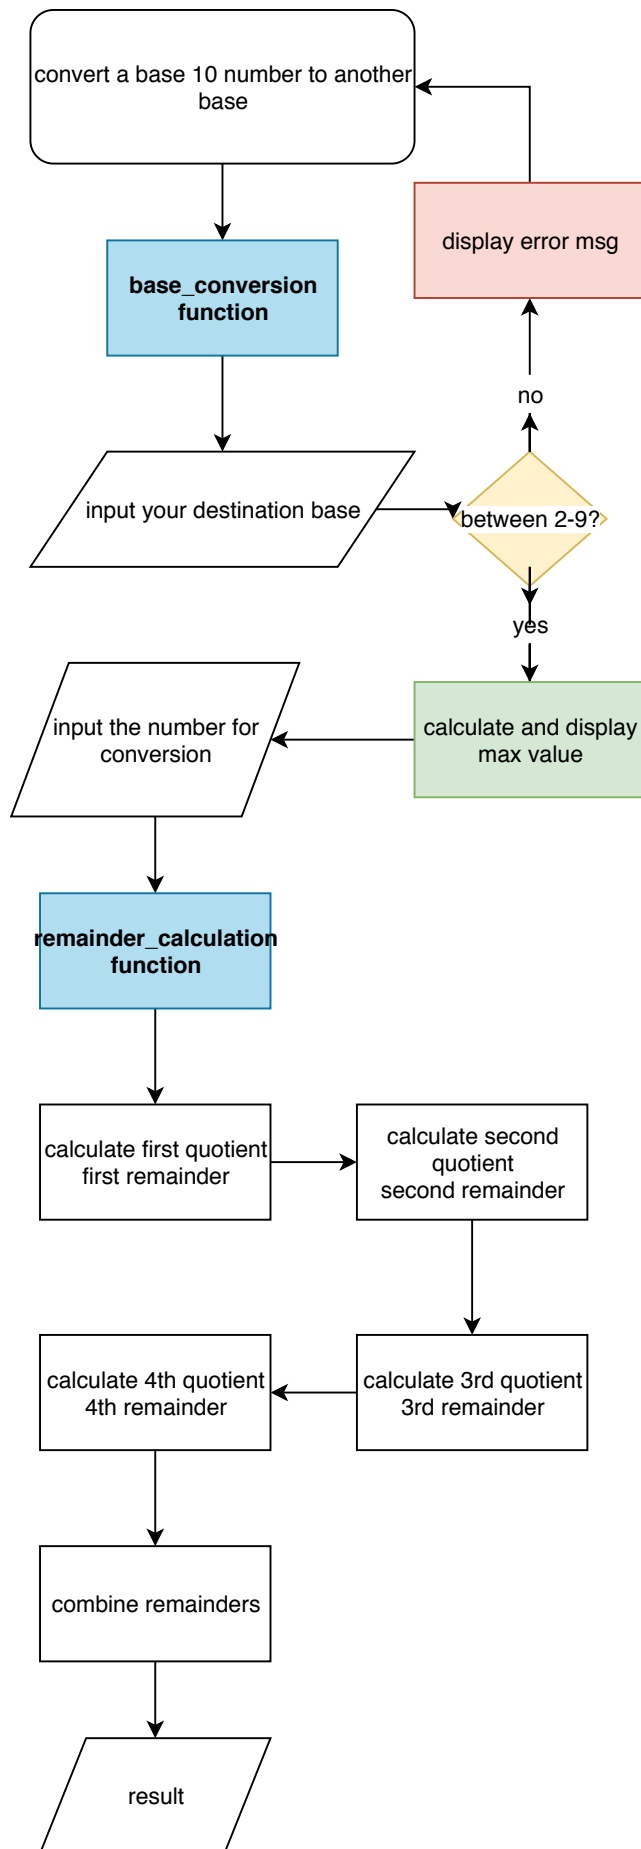 convert a base 10 number to another
base
display error msg
base_conversion
function
no
input your destination base
between 2-9?
yes
input the number for
conversion
calculate and display
max value
remainder_calculation
function
calculate first quotient
first remainder
calculate second
quotient
second remainder
calculate 3rd quotient
3rd remainder
calculate 4th quotient
4th remainder
combine remainders
result